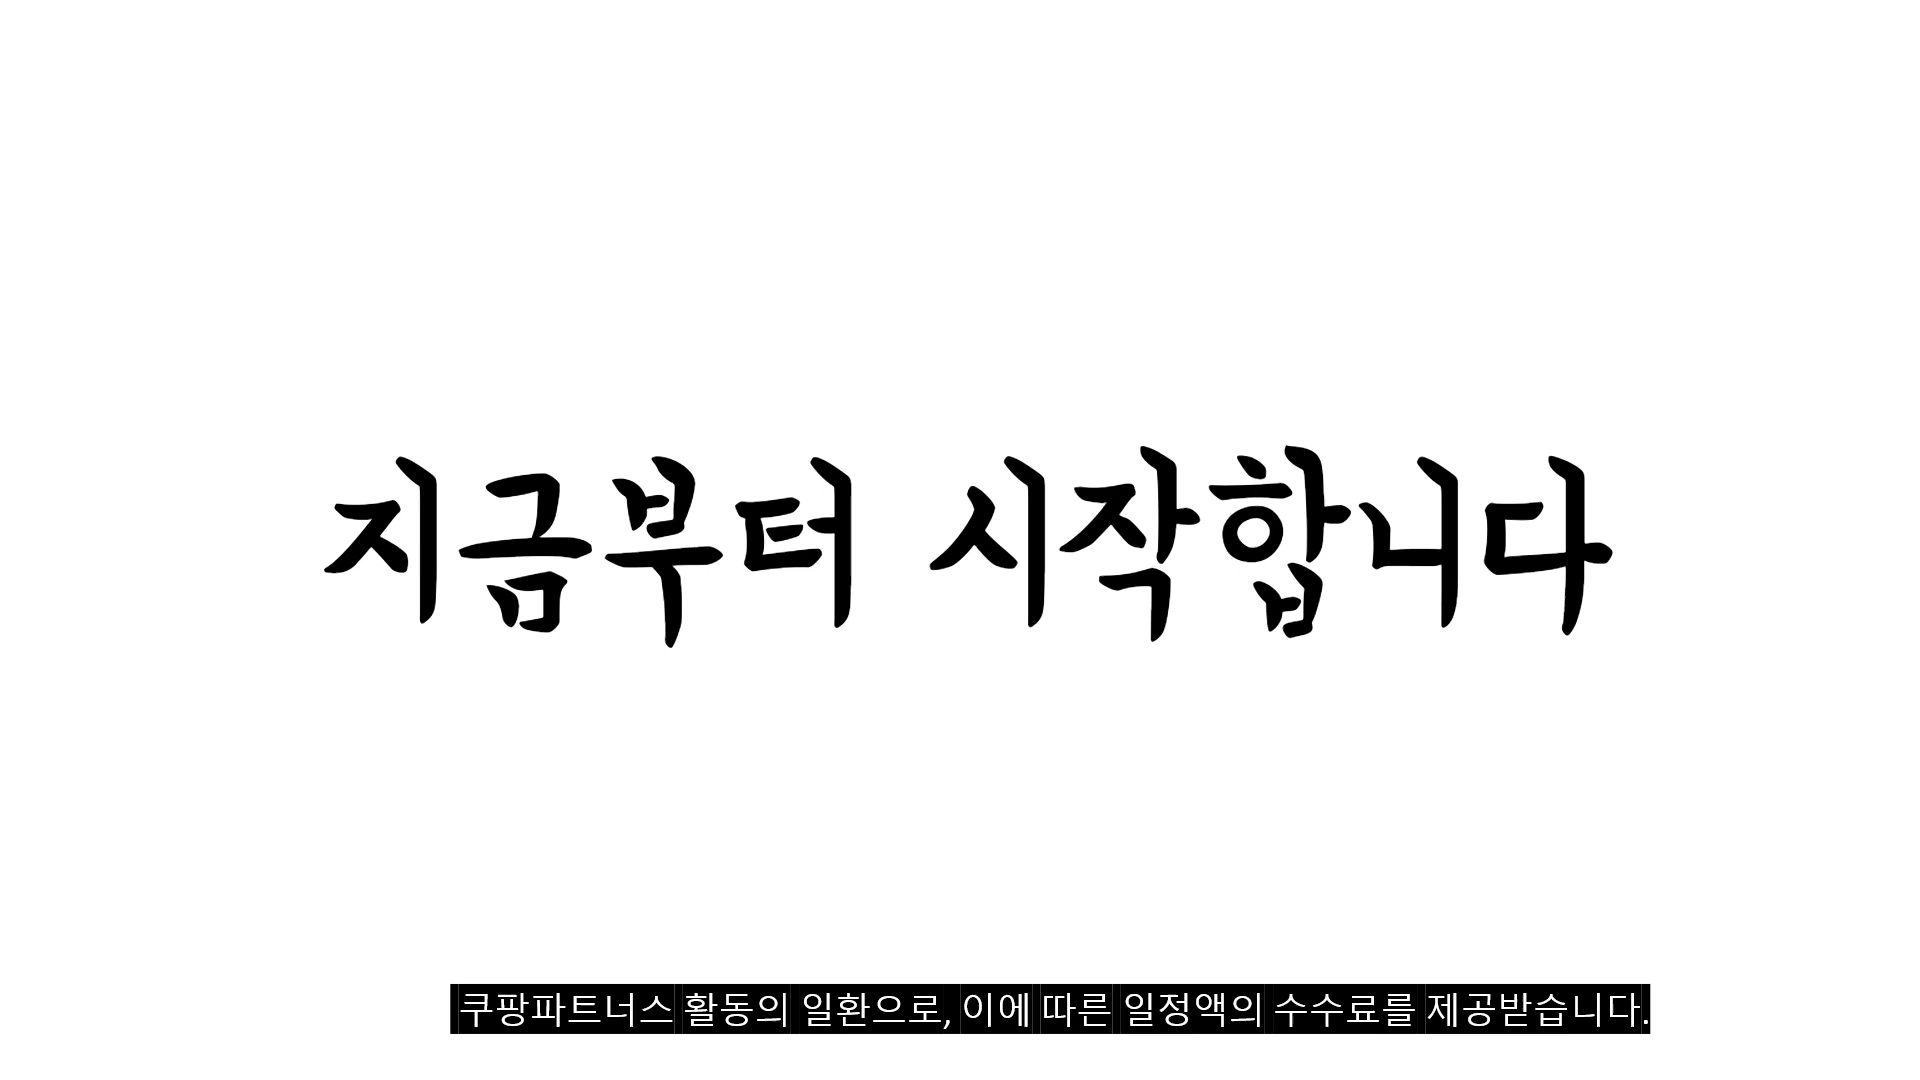 지금부터 시작합니다
쿠팡파트너스 활동의 일환으로, 이에 따른 일정액의 수수료를 제공받습니다.